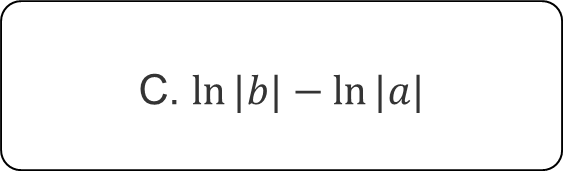 C. ln |b| − ln |a|